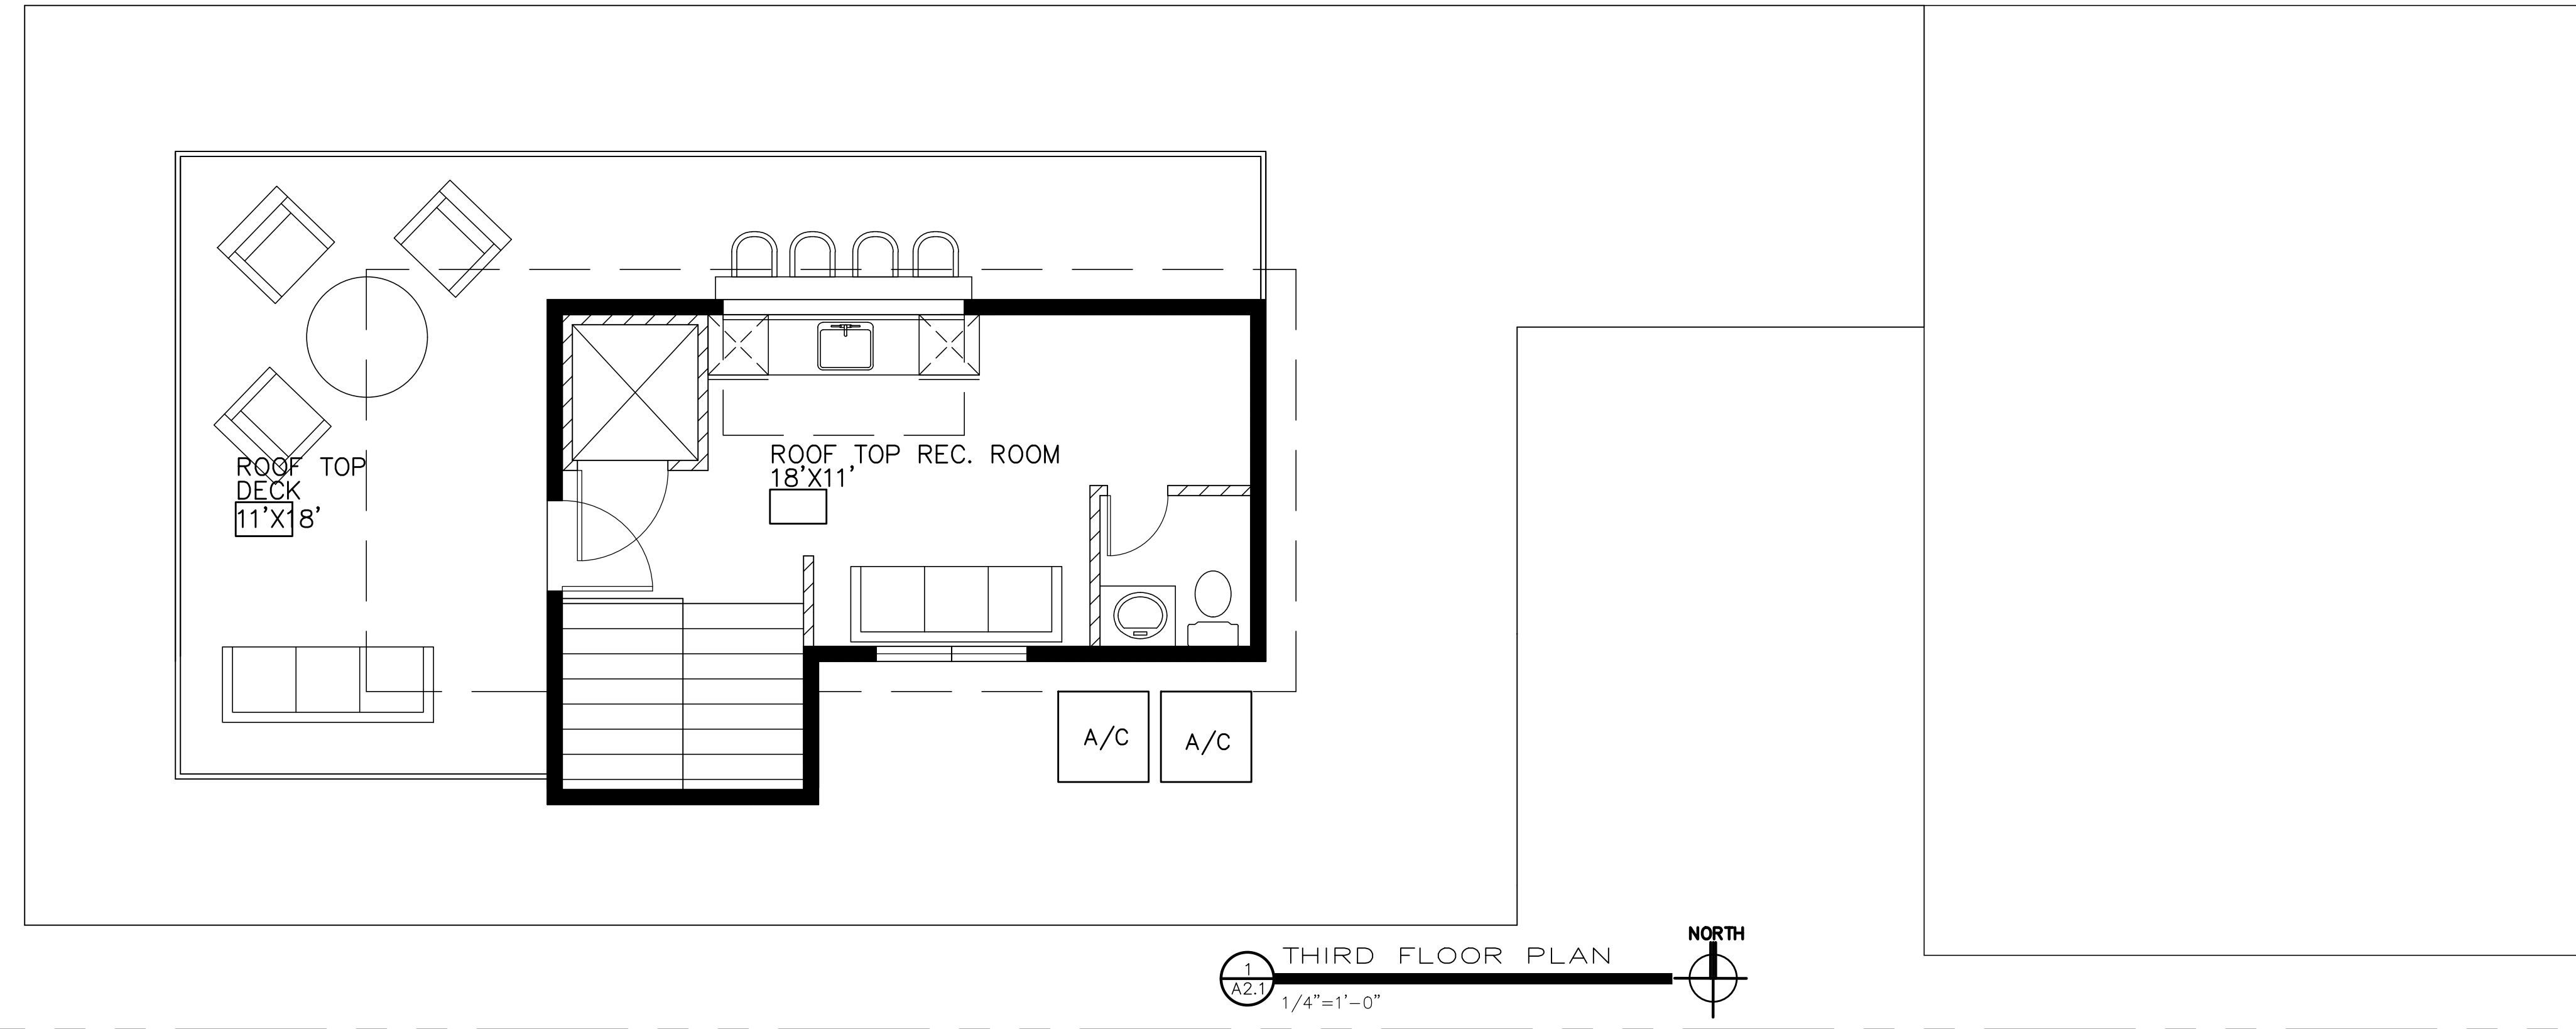 ROOF TOP REC. ROOM
18'X11'
ROOF TOP
DECK
11'X18'
A/C
A/C
NORTH
1
A2.1
THIRD FLOOR PLAN
1/4"=1'-0"